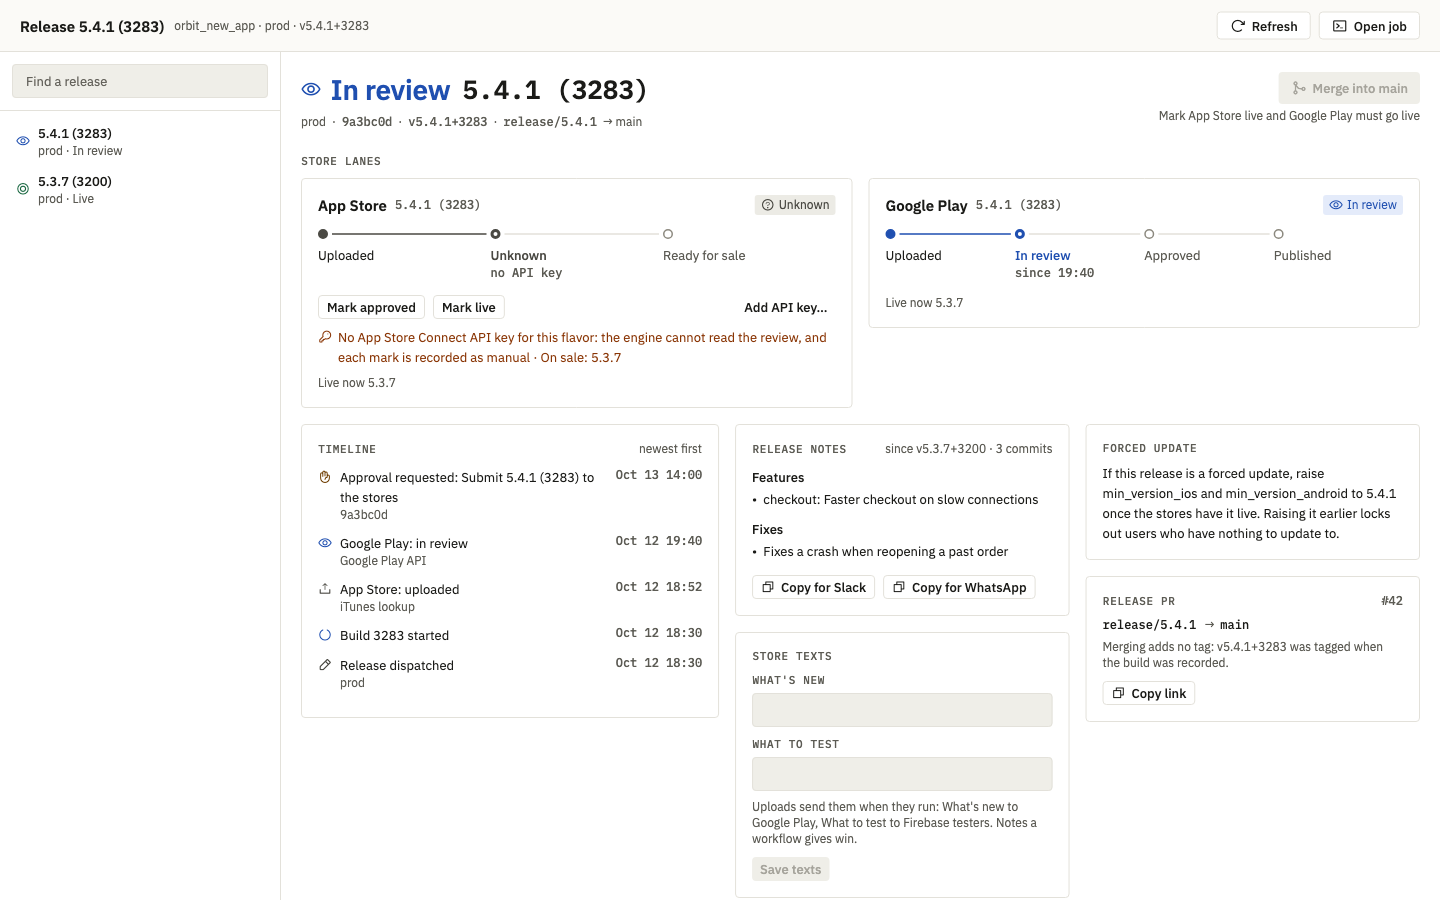 Release 5.4.1 (3283) orbit_new_app · prod · v5.4.1+3283
Refresh
Open job
Find a release
5.4.1 (3283)
prod · In review
5.3.7 (3200)
prod · Live
In review 5.4.1 (3283)
prod · 9a3bc0d · v5.4.1+3283 · release/5.4.1 → main
Merge into main
Mark App Store live and Google Play must go live
STORE LANES
App Store 5.4.1 (3283)
Unknown
Uploaded
Unknown
no API key
Ready for sale
Mark approved
Mark live
Add API key...
No App Store Connect API key for this flavor: the engine cannot read the review, and
each mark is recorded as manual · On sale: 5.3.7
Live now 5.3.7
Google Play 5.4.1 (3283)
In review
Uploaded
In review
since 19:40
Approved
Published
Live now 5.3.7
TIMELINE
newest first
Approval requested: Submit 5.4.1 (3283) to
the stores
9a3bc0d
Oct 13 14:00
Google Play: in review
Google Play API
Oct 12 19:40
App Store: uploaded
iTunes lookup
Oct 12 18:52
Build 3283 started
Oct 12 18:30
Release dispatched
prod
Oct 12 18:30
RELEASE NOTES
since v5.3.7+3200 · 3 commits
Features
• checkout: Faster checkout on slow connections
Fixes
• Fixes a crash when reopening a past order
Copy for Slack
Copy for WhatsApp
STORE TEXTS
WHAT'S NEW
WHAT TO TEST
Uploads send them when they run: What's new to
Google Play, What to test to Firebase testers. Notes a
workflow gives win.
Save texts
FORCED UPDATE
If this release is a forced update, raise
min_version_ios and min_version_android to 5.4.1
once the stores have it live. Raising it earlier locks
out users who have nothing to update to.
RELEASE PR
#42
release/5.4.1 → main
Merging adds no tag: v5.4.1+3283 was tagged when
the build was recorded.
Copy link